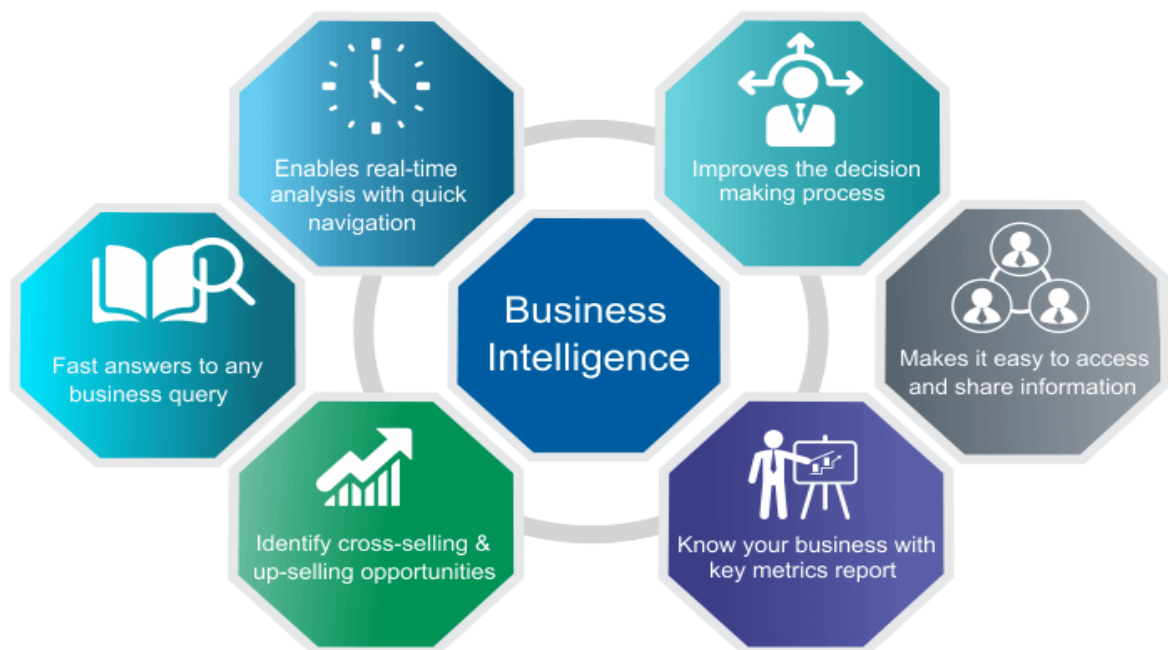 Enables real-time
analysis with quick
navigation
Improves the decision
making process
Fast answers to any
business query
Business
Intelligence
Makes it easy to access
and share information
Identify cross-selling &
up-selling opportunities
Know your business with
key metrics report